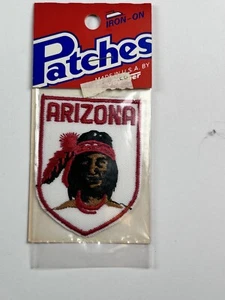 IRON-ON
Patches
MADE IN U.S.A. BY
ARIZONA